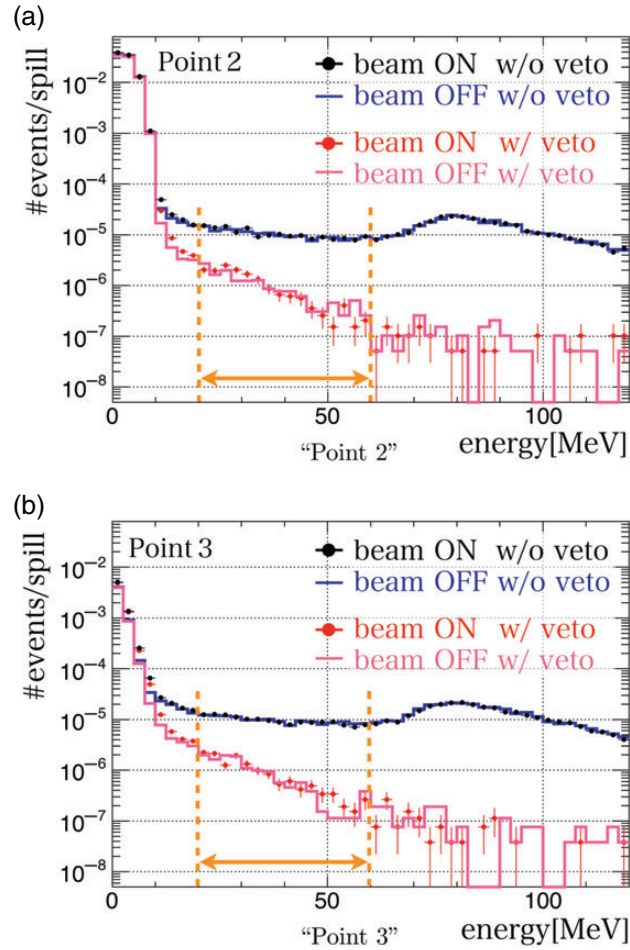 (a)
Point 2
beam ON w/o veto
beam OFF w/o veto
beam ON w/ veto
beam OFF w/ veto
#events/spill
10⁻²
10⁻³
10⁻⁴
10⁻⁵
10⁻⁶
10⁻⁷
10⁻⁸
0 50 100
energy[MeV]
“Point 2”
(b)
Point 3
beam ON w/o veto
beam OFF w/o veto
beam ON w/ veto
beam OFF w/ veto
#events/spill
10⁻²
10⁻³
10⁻⁴
10⁻⁵
10⁻⁶
10⁻⁷
10⁻⁸
0 50 100
energy[MeV]
“Point 3”